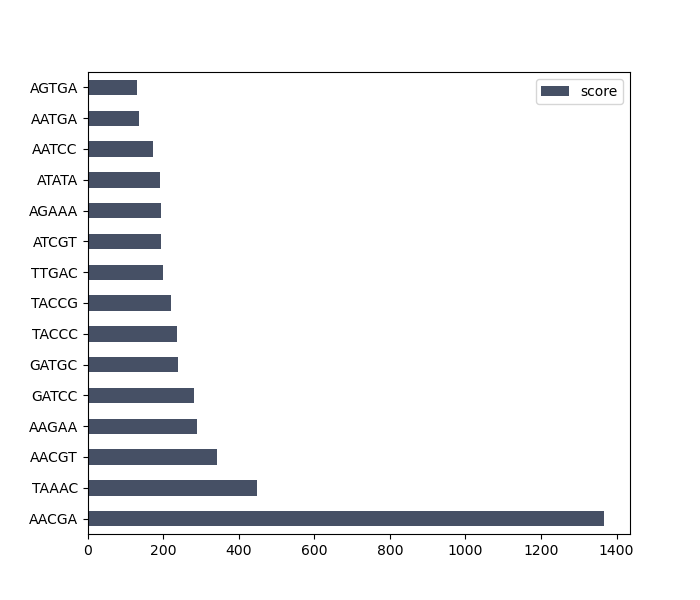 AGTGA
AATGA
AATCC
ATATA
AGAAA
ATCGT
TTGAC
TACCG
TACCC
GATGC
GATCC
AAGAA
AACGT
TAAAC
AACGA
score
0 200 400 600 800 1000 1200 1400